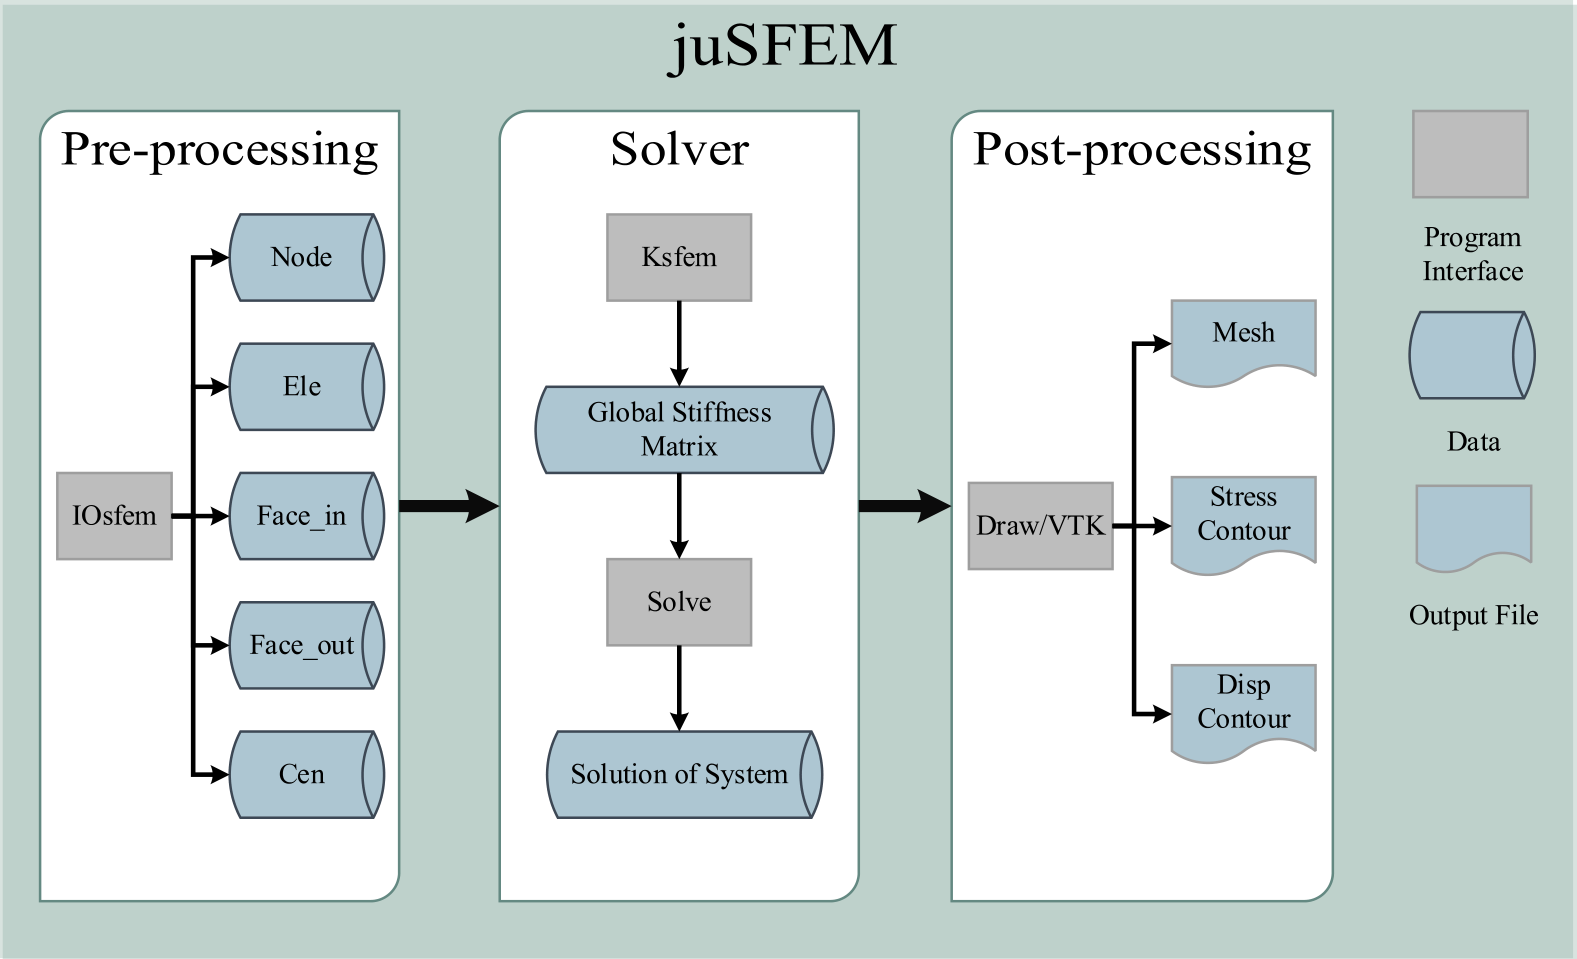 juSFEM
Pre-processing
Node
Ele
IOsfem
Face_in
Face_out
Cen
Solver
Ksfem
Global Stiffness
Matrix
Solve
Solution of System
Post-processing
Draw/VTK
Mesh
Stress
Contour
Disp
Contour
Program
Interface
Data
Output File